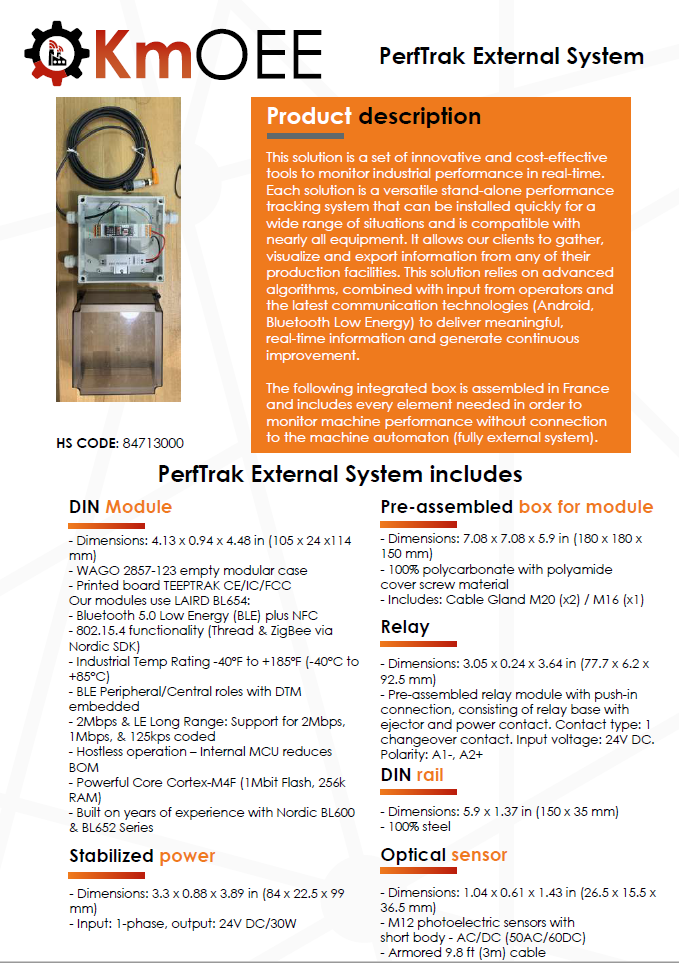 KmOEE
PerfTrak External System
Product description
This solution is a set of innovative and cost-effective
tools to monitor industrial performance in real-time.
Each solution is a versatile stand-alone performance
tracking system that can be installed quickly for a
wide range of situations and is compatible with
nearly all equipment. It allows our clients to gather,
visualize and export information from any of their
production facilities. This solution relies on advanced
algorithms, combined with input from operators and
the latest communication technologies (Android,
Bluetooth Low Energy) to deliver meaningful,
real-time information and generate continuous
improvement.
The following integrated box is assembled in France
and includes every element needed in order to
monitor machine performance without connection
to the machine automaton (fully external system).
HS CODE: 84713000
PerfTrak External System includes
DIN Module
- Dimensions: 4.13 x 0.94 x 4.48 in (105 x 24 x114
mm)
- WAGO 2857-123 empty modular case
- Printed board TEEPTRAK CE/IC/FCC
Our modules use LAIRD BL654:
- Bluetooth 5.0 Low Energy (BLE) plus NFC
- 802.15.4 functionality (Thread & ZigBee via
Nordic SDK)
- Industrial Temp Rating -40°F to +185°F (-40°C to
+85°C)
- BLE Peripheral/Central roles with DTM
embedded
- 2Mbps & LE Long Range: Support for 2Mbps,
1Mbps, & 125kps coded
- Hostless operation – Internal MCU reduces
BOM
- Powerful Core Cortex-M4F (1Mbit Flash, 256k
RAM)
- Built on years of experience with Nordic BL600
& BL652 Series
Stabilized power
- Dimensions: 3.3 x 0.88 x 3.89 in (84 x 22.5 x 99
mm)
- Input: 1-phase, output: 24V DC/30W
Pre-assembled box for module
- Dimensions: 7.08 x 7.08 x 5.9 in (180 x 180 x
150 mm)
- 100% polycarbonate with polyamide
cover screw material
- Includes: Cable Gland M20 (x2) / M16 (x1)
Relay
- Dimensions: 3.05 x 0.24 x 3.64 in (77.7 x 6.2 x
92.5 mm)
- Pre-assembled relay module with push-in
connection, consisting of relay base with
ejector and power contact. Contact type: 1
changeover contact. Input voltage: 24V DC.
Polarity: A1-, A2+
DIN rail
- Dimensions: 5.9 x 1.37 in (150 x 35 mm)
- 100% steel
Optical sensor
- Dimensions: 1.04 x 0.61 x 1.43 in (26.5 x 15.5 x
36.5 mm)
- M12 photoelectric sensors with
short body - AC/DC (50AC/60DC)
- Armored 9.8 ft (3m) cable